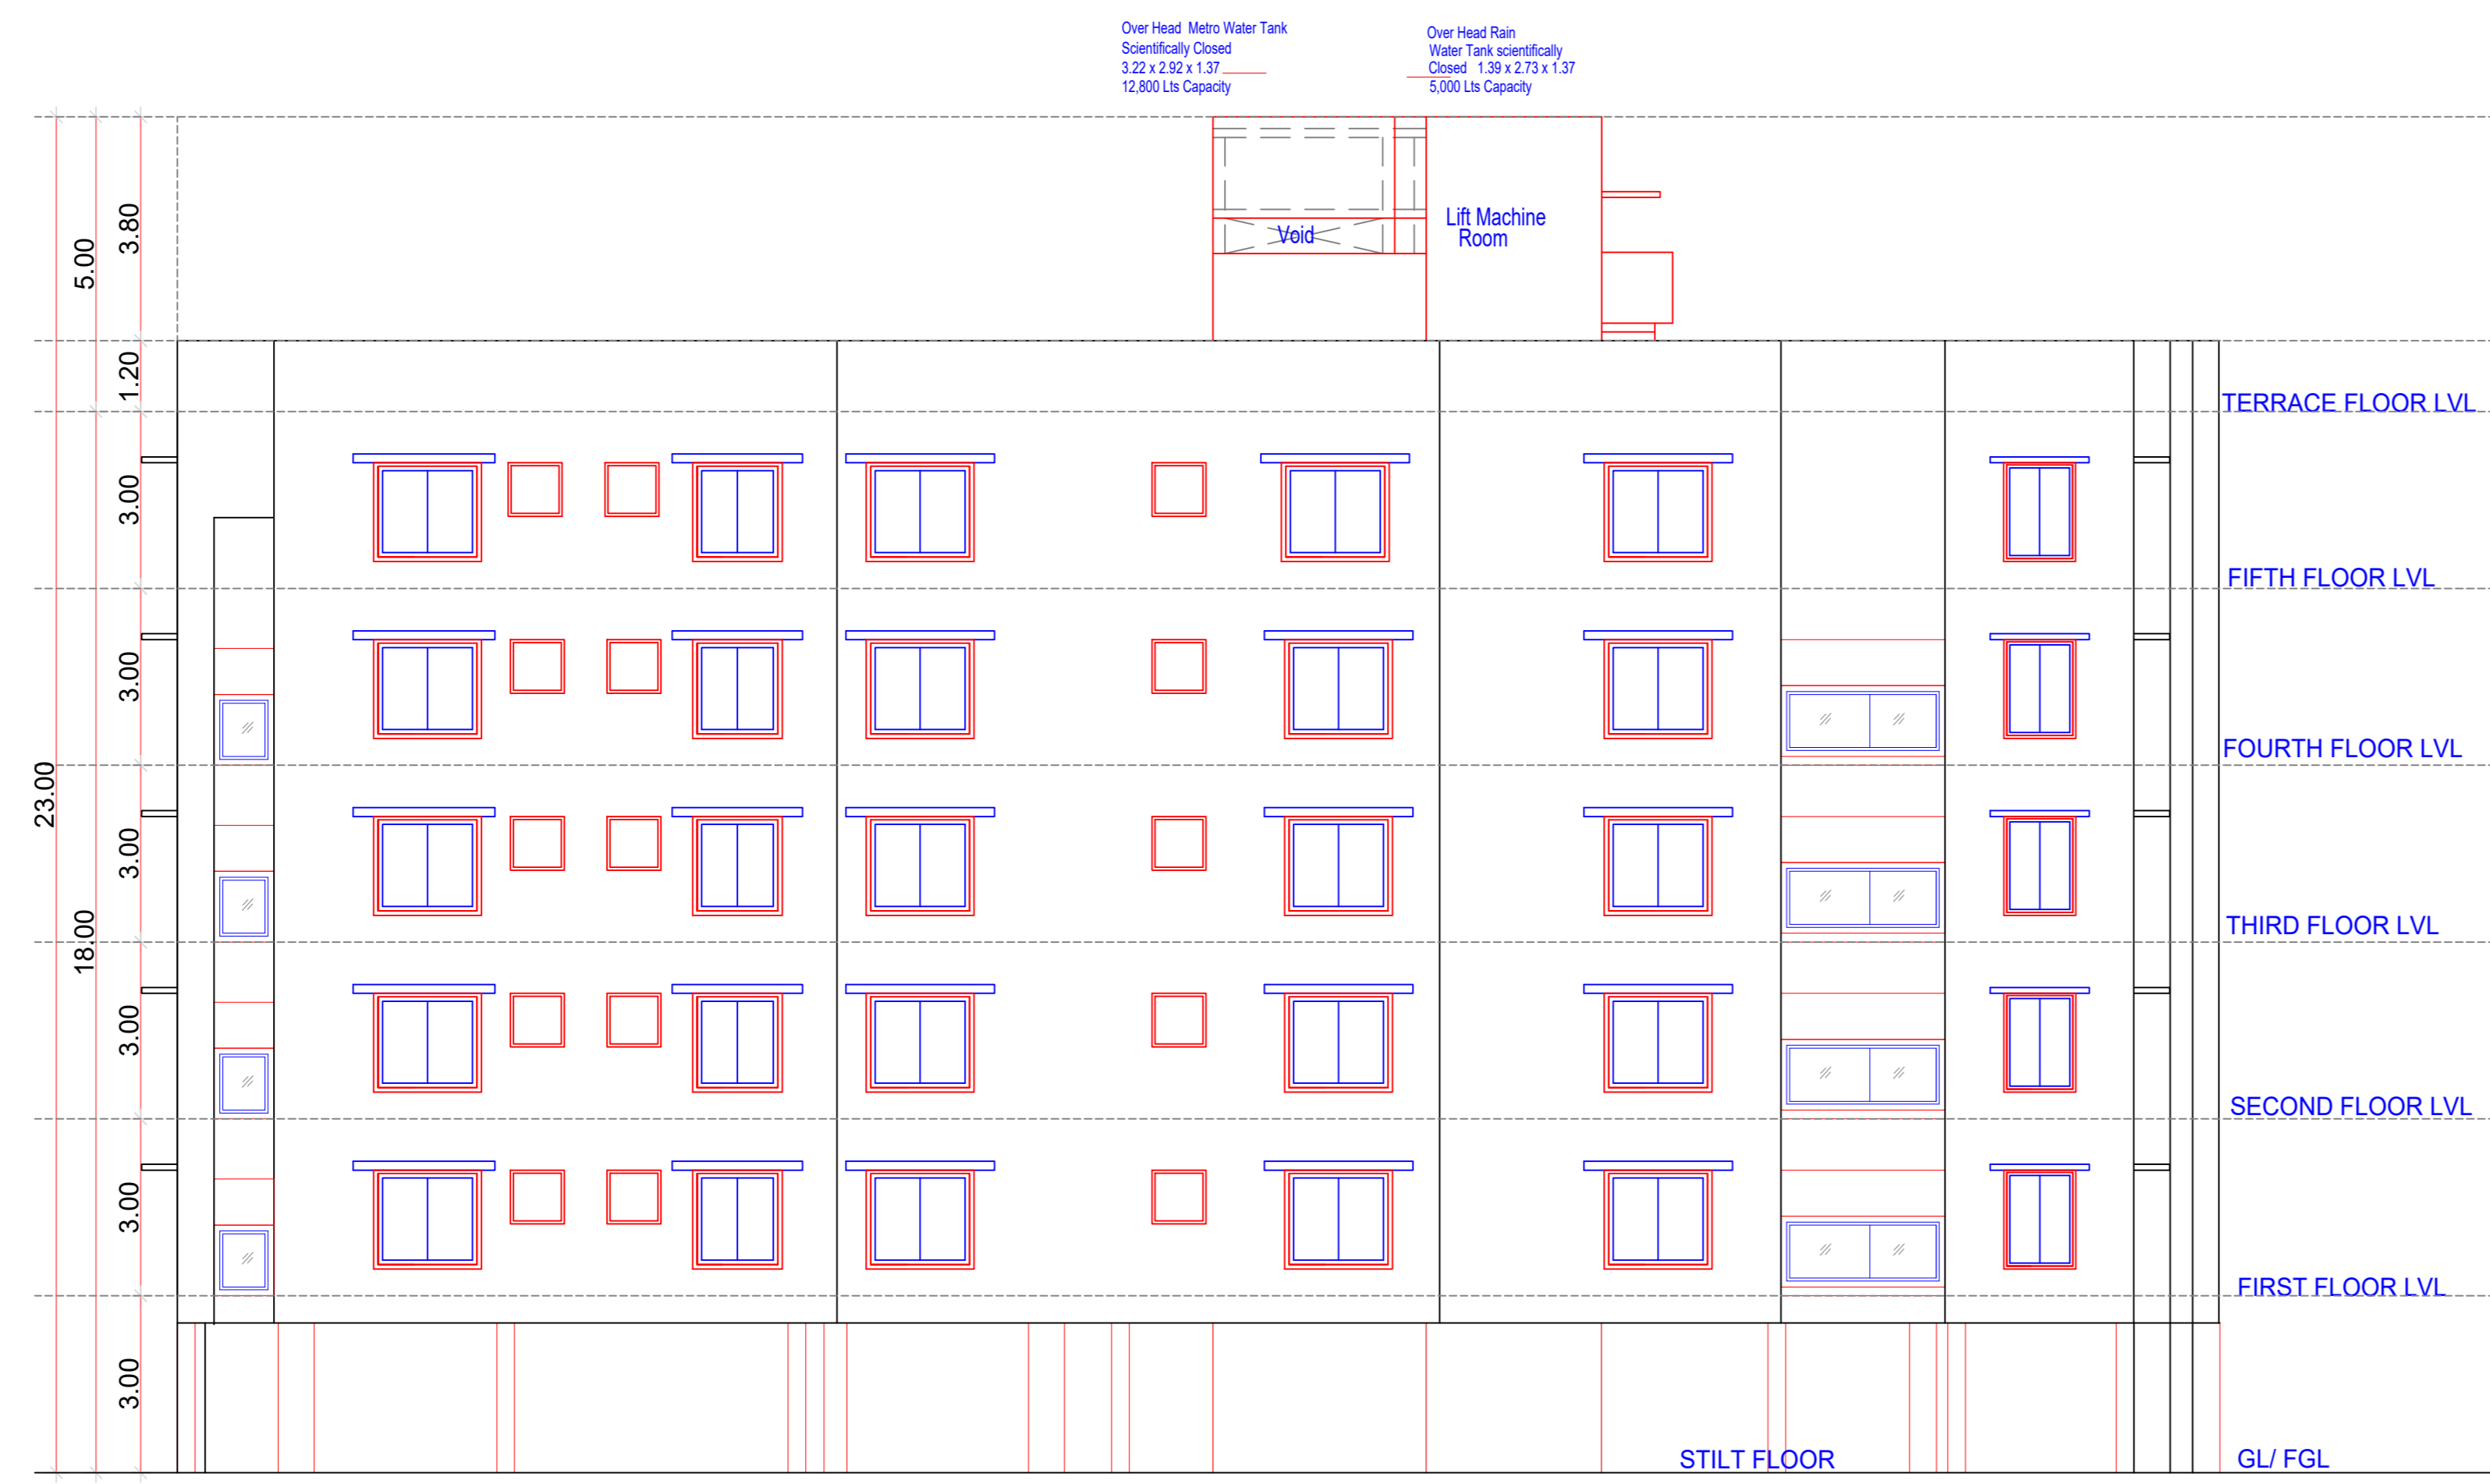 Over Head Metro Water Tank
Scientifically Closed
3.22 x 2.92 x 1.37
12,800 Lts Capacity
Over Head Rain
Water Tank scientifically
Closed 1.39 x 2.73 x 1.37
5,000 Lts Capacity
3.80
5.00
Void
Lift Machine
Room
1.20
TERRACE FLOOR LVL
3.00
FIFTH FLOOR LVL
3.00
FOURTH FLOOR LVL
23.00
3.00
THIRD FLOOR LVL
18.00
3.00
SECOND FLOOR LVL
3.00
FIRST FLOOR LVL
3.00
STILT FLOOR
GL/ FGL